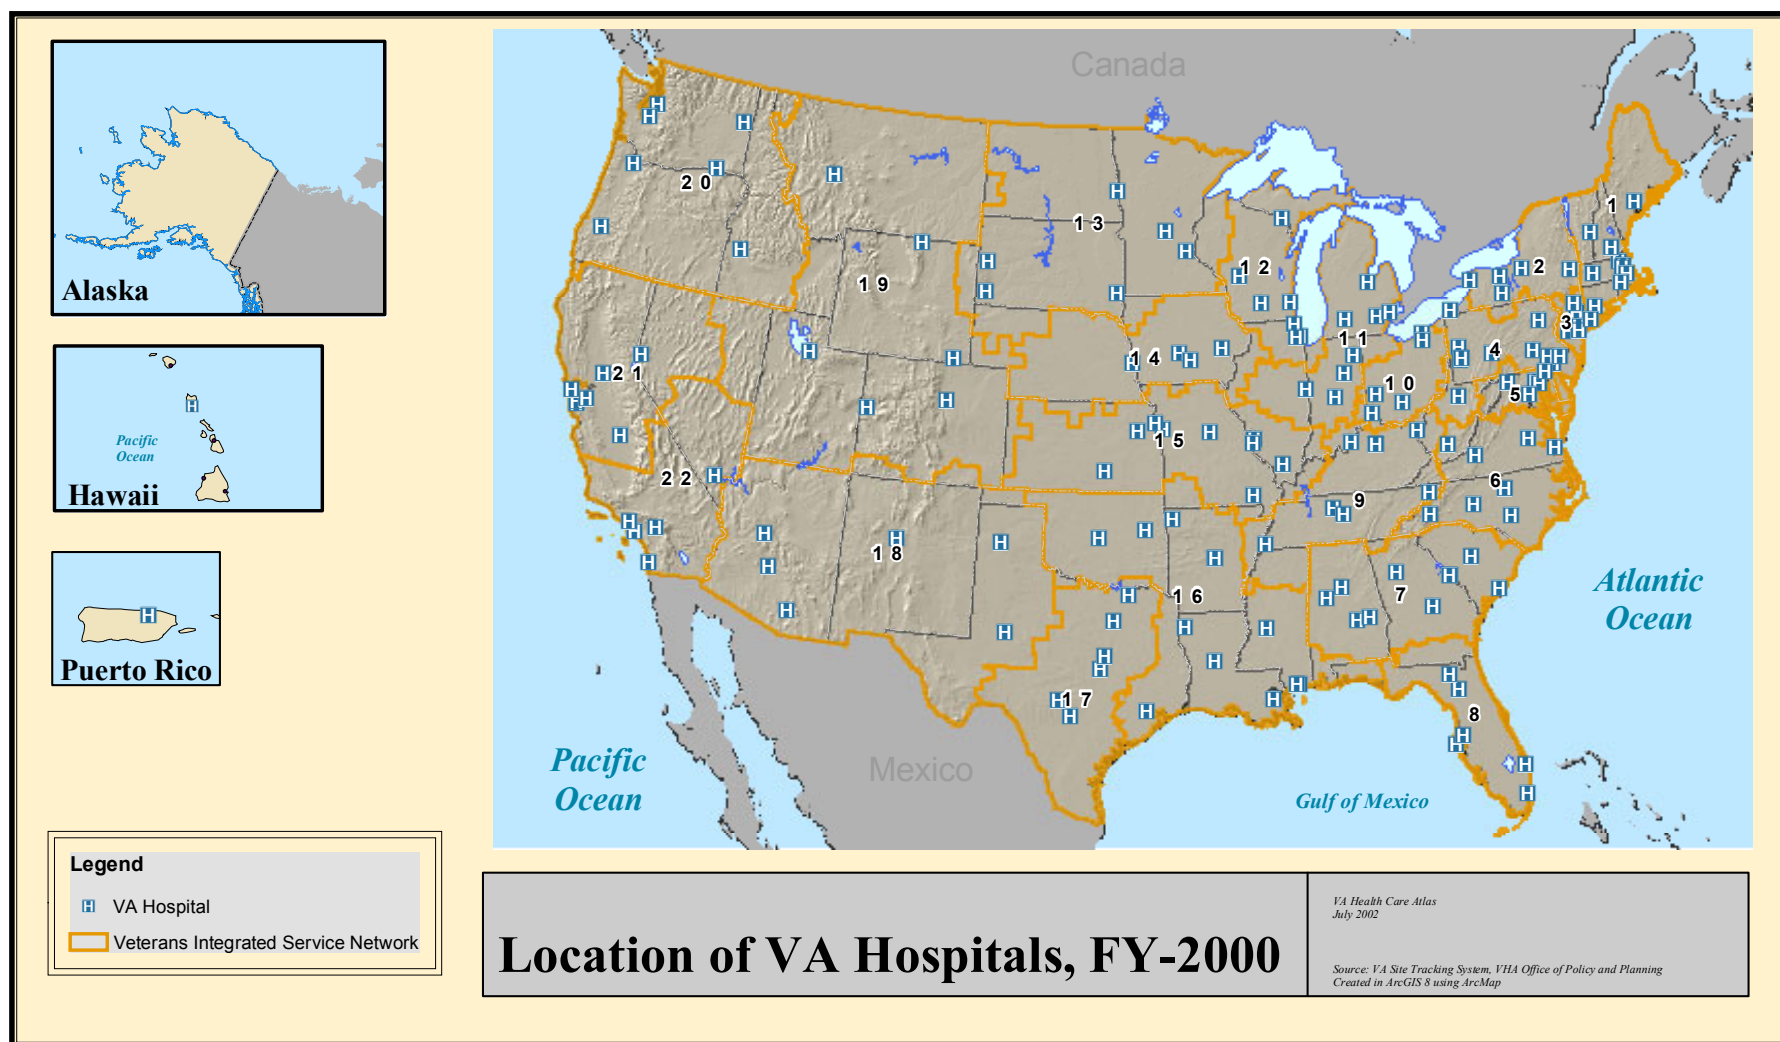 Alaska
Pacific
Ocean
Hawaii
Puerto Rico
Legend
H VA Hospital
Veterans Integrated Service Network
Canada
Mexico
Pacific
Ocean
Atlantic
Ocean
Gulf of Mexico
1
2
3
4
5
6
7
8
9
10
11
12
13
14
15
16
17
18
19
20
21
22
Location of VA Hospitals, FY-2000
VA Health Care Atlas
July 2002
Source: VA Site Tracking System, VHA Office of Policy and Planning
Created in ArcGIS 8 using ArcMap